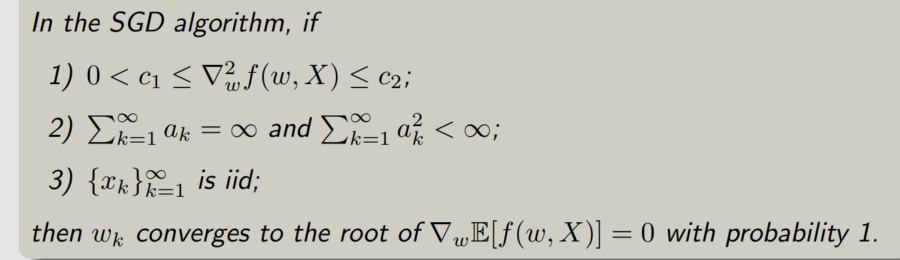 In the SGD algorithm, if
1) 0 < c₁ ≤ ∇²_w f(w, X) ≤ c₂;
2) ∑_{k=1}^∞ a_k = ∞ and ∑_{k=1}^∞ a_k² < ∞;
3) {x_k}_{k=1}^∞ is iid;
then w_k converges to the root of ∇_w 𝔼[f(w, X)] = 0 with probability 1.